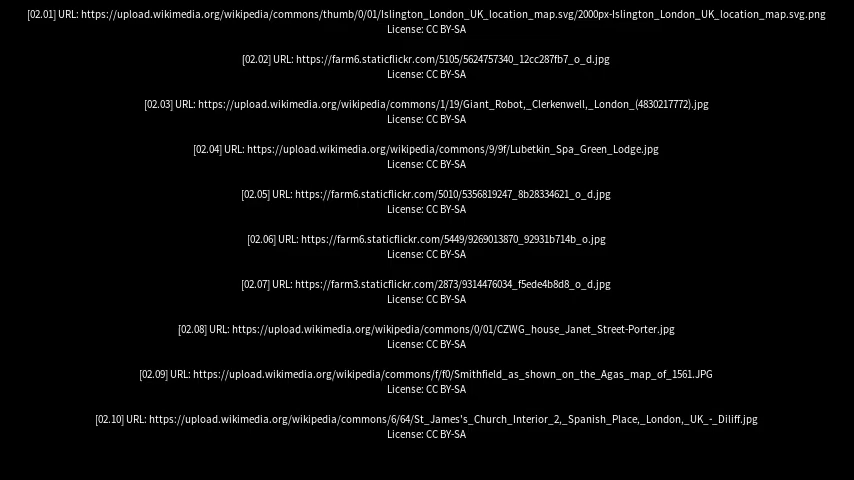 [02.01] URL: https://upload.wikimedia.org/wikipedia/commons/thumb/0/01/Islington_London_UK_location_map.svg/2000px-Islington_London_UK_location_map.svg.png
License: CC BY-SA
[02.02] URL: https://farm6.staticflickr.com/5105/5624757340_12cc287fb7_o_d.jpg
License: CC BY-SA
[02.03] URL: https://upload.wikimedia.org/wikipedia/commons/1/19/Giant_Robot,_Clerkenwell,_London_(4830217772).jpg
License: CC BY-SA
[02.04] URL: https://upload.wikimedia.org/wikipedia/commons/9/9f/Lubetkin_Spa_Green_Lodge.jpg
License: CC BY-SA
[02.05] URL: https://farm6.staticflickr.com/5010/5356819247_8b28334621_o_d.jpg
License: CC BY-SA
[02.06] URL: https://farm6.staticflickr.com/5449/9269013870_92931b714b_o.jpg
License: CC BY-SA
[02.07] URL: https://farm3.staticflickr.com/2873/9314476034_f5ede4b8d8_o_d.jpg
License: CC BY-SA
[02.08] URL: https://upload.wikimedia.org/wikipedia/commons/0/01/CZWG_house_Janet_Street-Porter.jpg
License: CC BY-SA
[02.09] URL: https://upload.wikimedia.org/wikipedia/commons/f/f0/Smithfield_as_shown_on_the_Agas_map_of_1561.JPG
License: CC BY-SA
[02.10] URL: https://upload.wikimedia.org/wikipedia/commons/6/64/St_James's_Church_Interior_2,_Spanish_Place,_London,_UK_-_Diliff.jpg
License: CC BY-SA